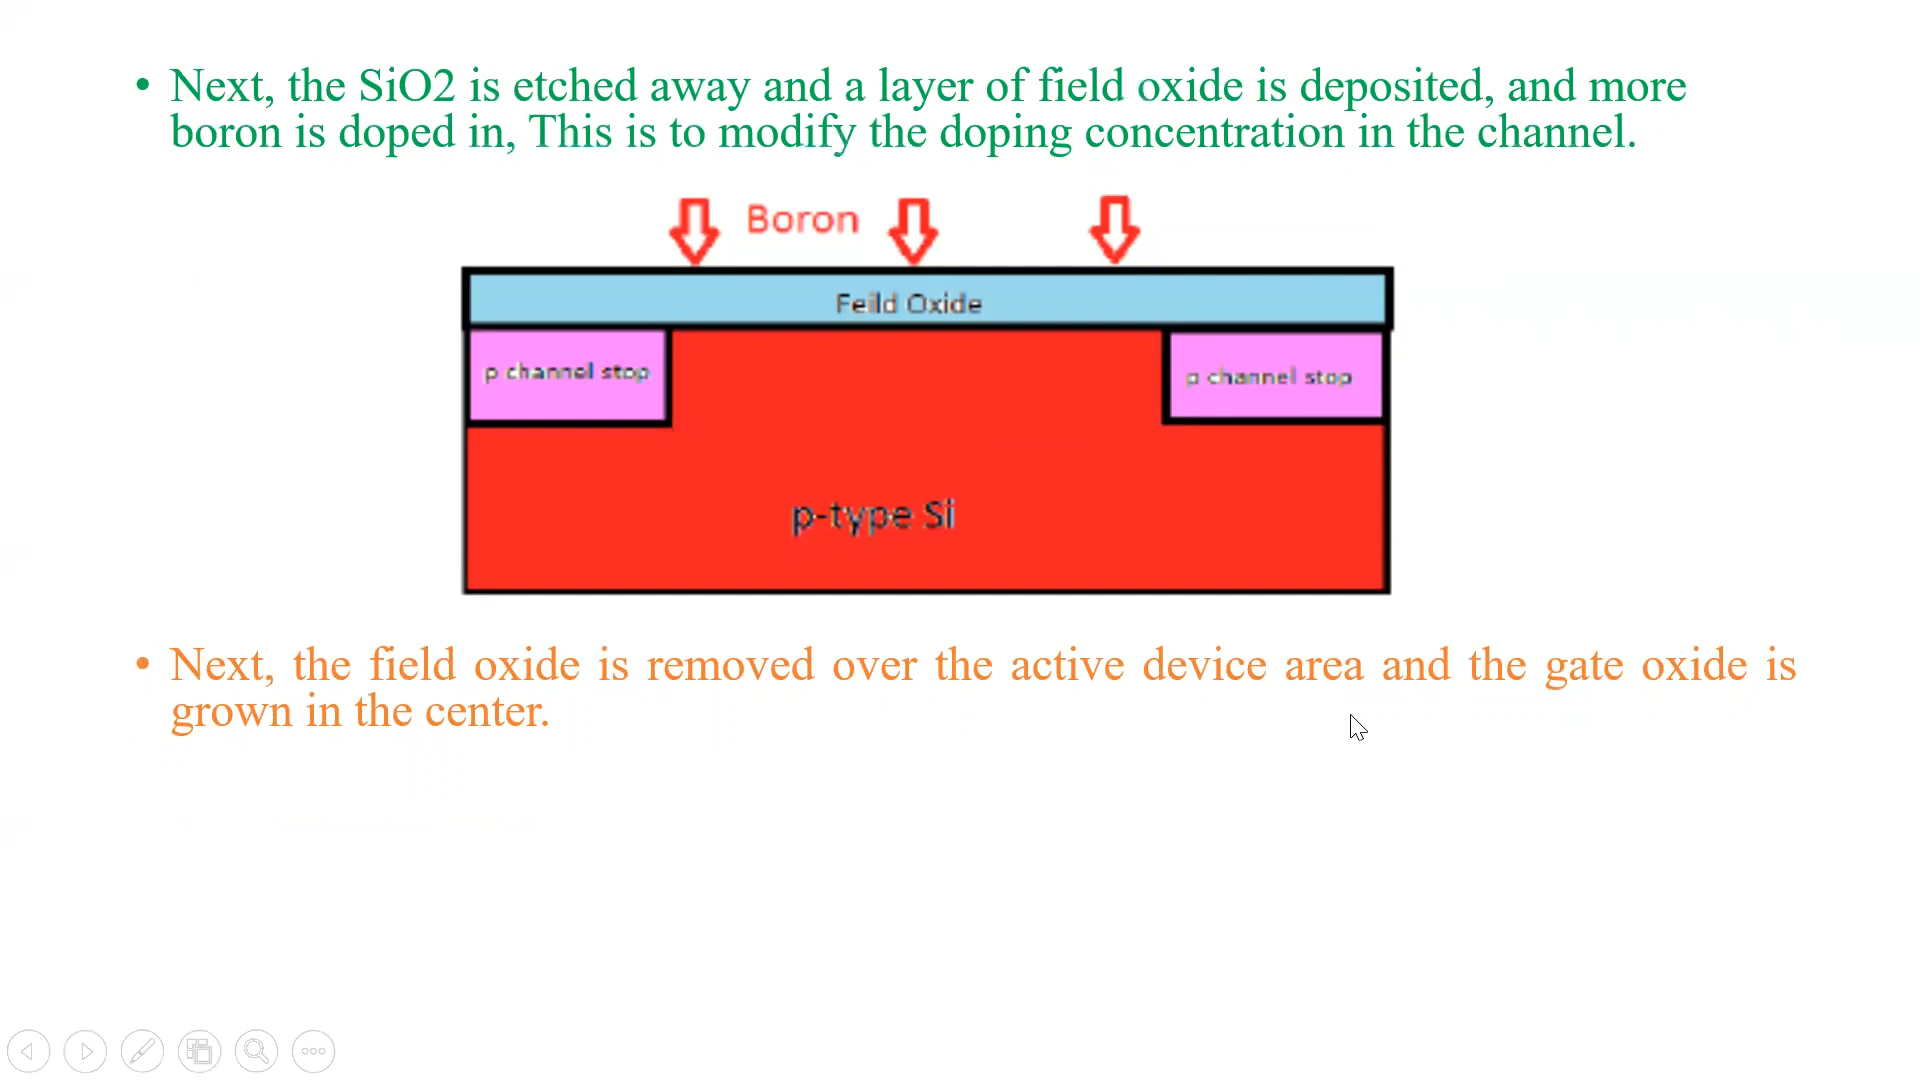 • Next, the SiO2 is etched away and a layer of field oxide is deposited, and more
boron is doped in, This is to modify the doping concentration in the channel.
Boron
Feild Oxide
p channel stop
p channel stop
p-type Si
• Next, the field oxide is removed over the active device area and the gate oxide is
grown in the center.